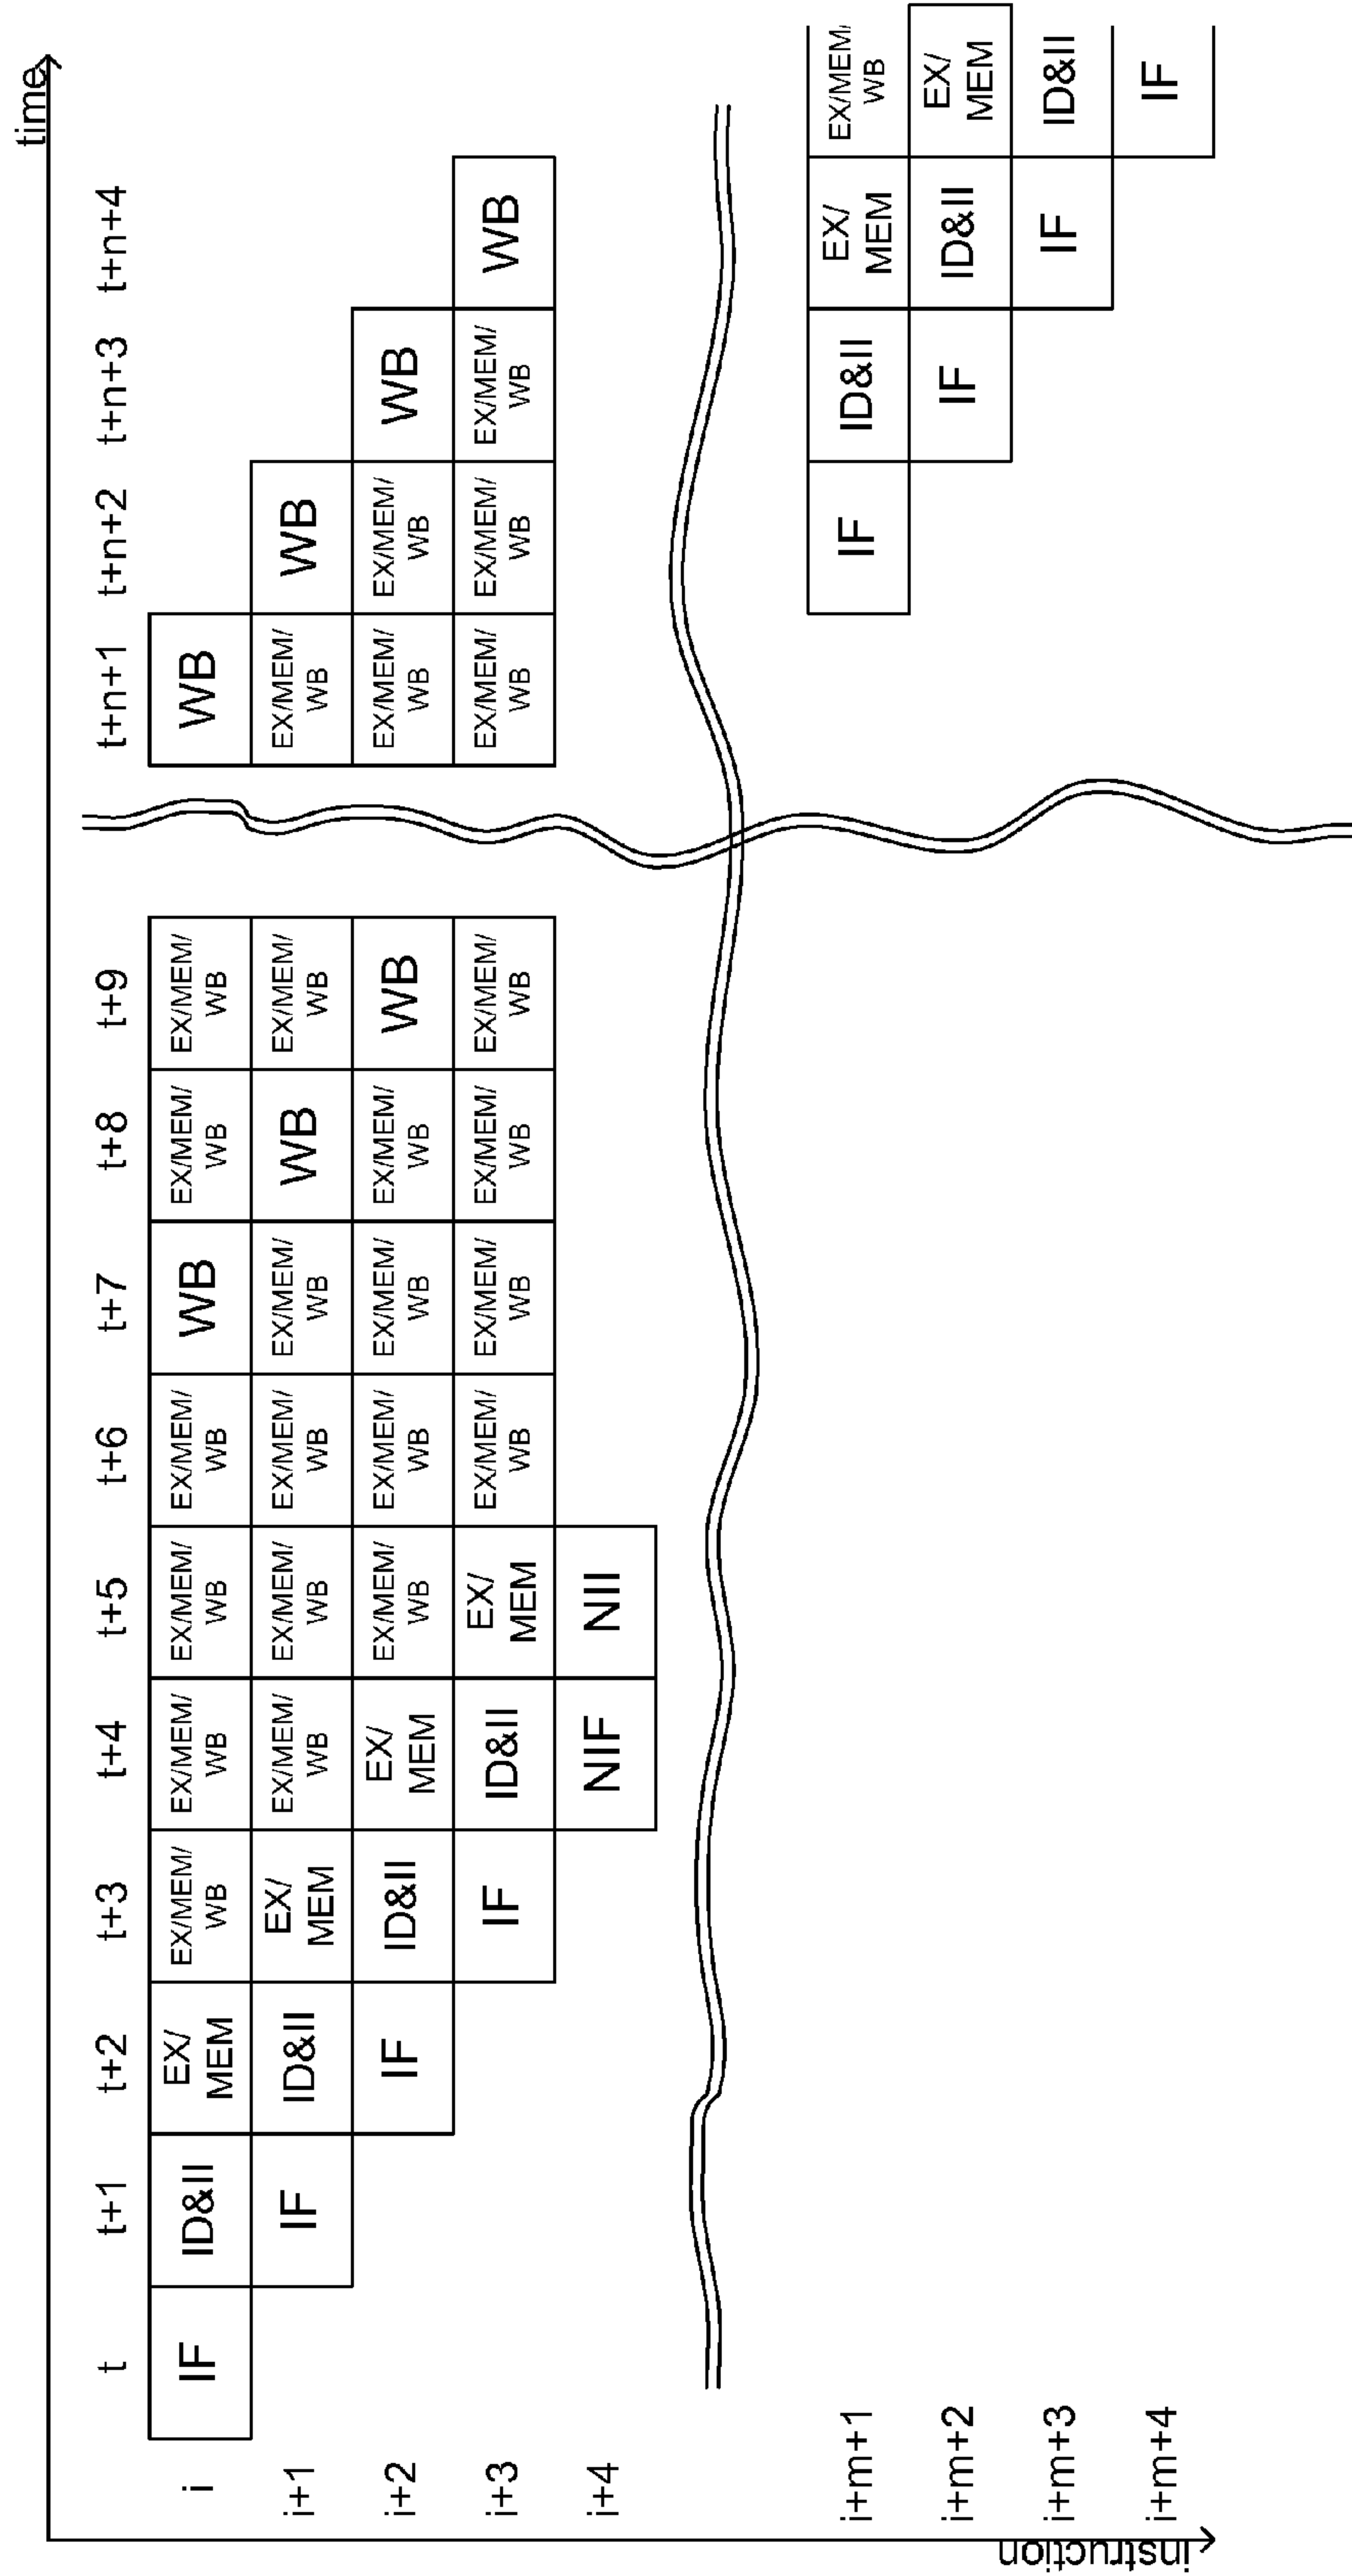 time
t t+1 t+2 t+3 t+4 t+5 t+6 t+7 t+8 t+9 t+n+1 t+n+2 t+n+3 t+n+4
i IF ID&II EX/ MEM EX/MEM/ WB EX/MEM/ WB EX/MEM/ WB EX/MEM/ WB WB EX/MEM/ WB EX/MEM/ WB WB
i+1 IF ID&II EX/ MEM EX/MEM/ WB EX/MEM/ WB EX/MEM/ WB EX/MEM/ WB WB EX/MEM/ WB EX/MEM/ WB WB
i+2 IF ID&II EX/ MEM EX/MEM/ WB EX/MEM/ WB EX/MEM/ WB EX/MEM/ WB WB EX/MEM/ WB EX/MEM/ WB WB
i+3 IF ID&II EX/ MEM EX/MEM/ WB EX/MEM/ WB EX/MEM/ WB EX/MEM/ WB EX/MEM/ WB EX/MEM/ WB EX/MEM/ WB WB
i+4 NIF NII
i+m+1 IF ID&II EX/ MEM EX/MEM/ WB
i+m+2 IF ID&II EX/ MEM
i+m+3 IF ID&II
i+m+4 IF
instruction